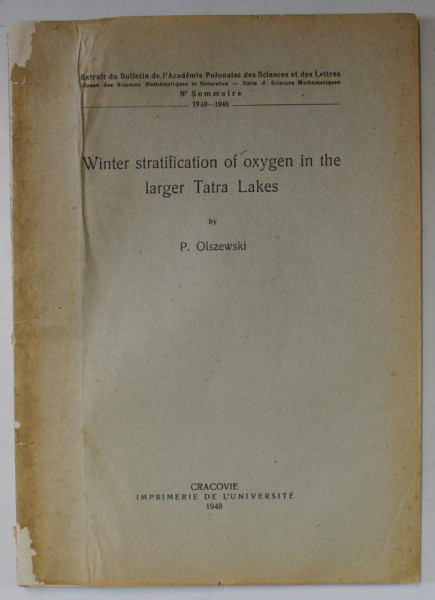 Extrait du Bulletin de l'Académie Polonaise des Sciences et des Lettres
Classe des Sciences Mathématiques et Naturelles — Série A: Sciences Mathématiques
Nº Sommaire
1940—1946
Winter stratification of oxygen in the
larger Tatra Lakes
by
P. Olszewski
CRACOVIE
IMPRIMERIE DE L'UNIVERSITÉ
1948